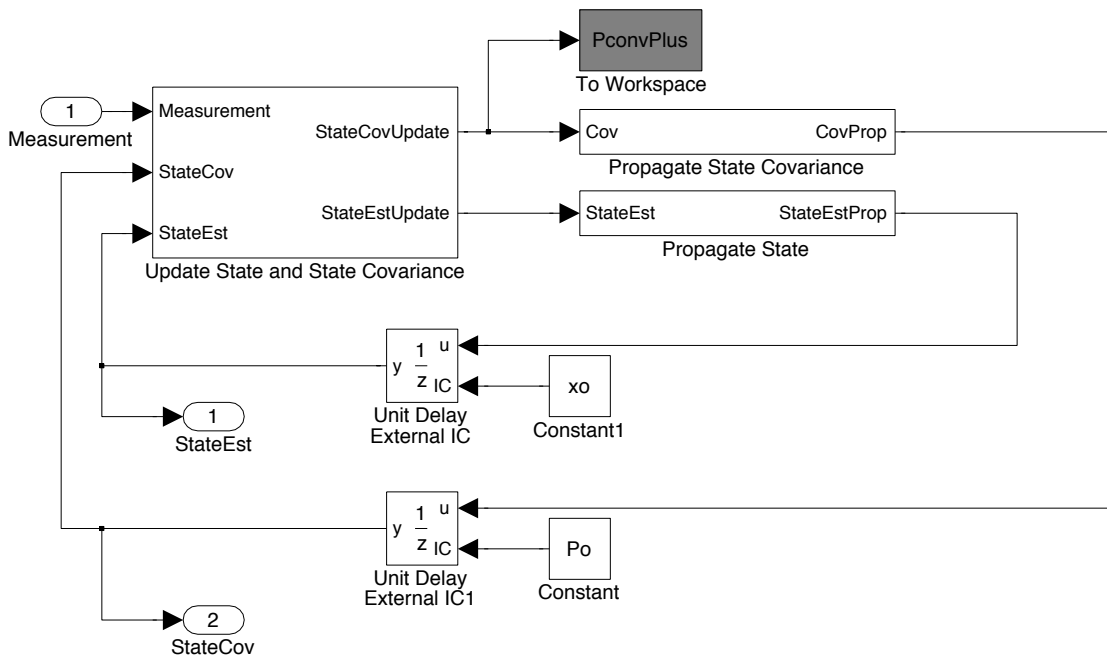 PconvPlus
To Workspace
1
Measurement
Measurement
StateCov
StateEst
StateCovUpdate
StateEstUpdate
Update State and State Covariance
Cov
CovProp
Propagate State Covariance
StateEst
StateEstProp
Propagate State
y
1
z
u
IC
Unit Delay
External IC
xo
Constant1
1
StateEst
y
1
z
u
IC
Unit Delay
External IC1
Po
Constant
2
StateCov